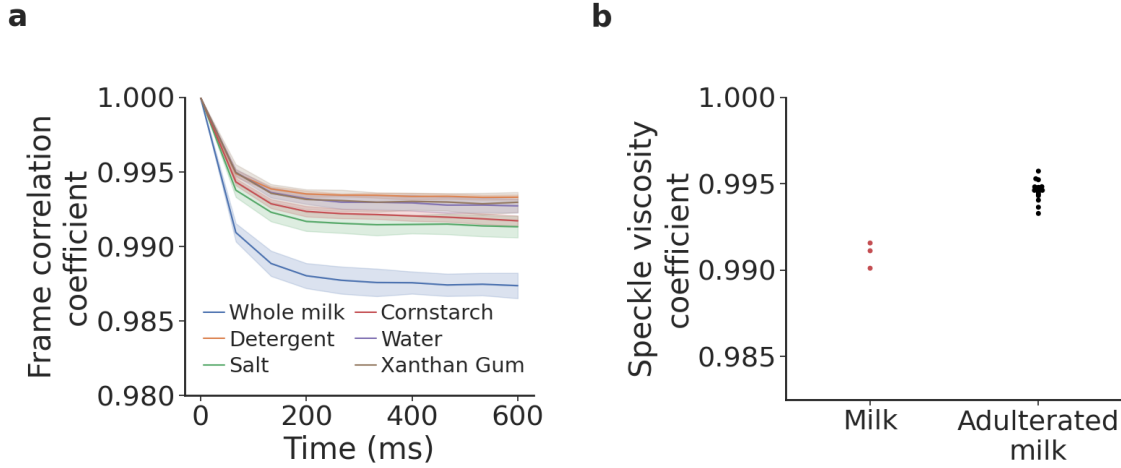 a
Frame correlation
coefficient
1.000
0.995
0.990
0.985
0.980
Whole milk
Detergent
Salt
Cornstarch
Water
Xanthan Gum
0
200
400
600
Time (ms)
b
Speckle viscosity
coefficient
1.000
0.995
0.990
0.985
Milk
Adulterated
milk